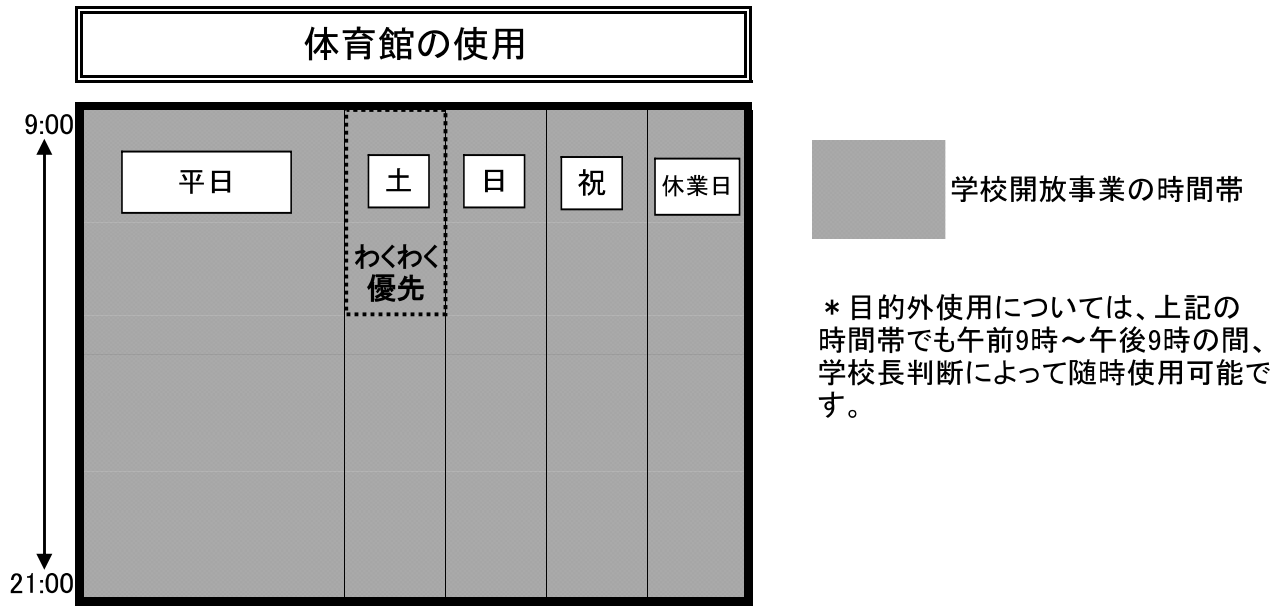 体育館の使用
9:00
平日
土
日
祝
休業日
わくわく
優先
21:00
学校開放事業の時間帯
＊目的外使用については、上記の
時間帯でも午前9時～午後9時の間、
学校長判断によって随時使用可能で
す。